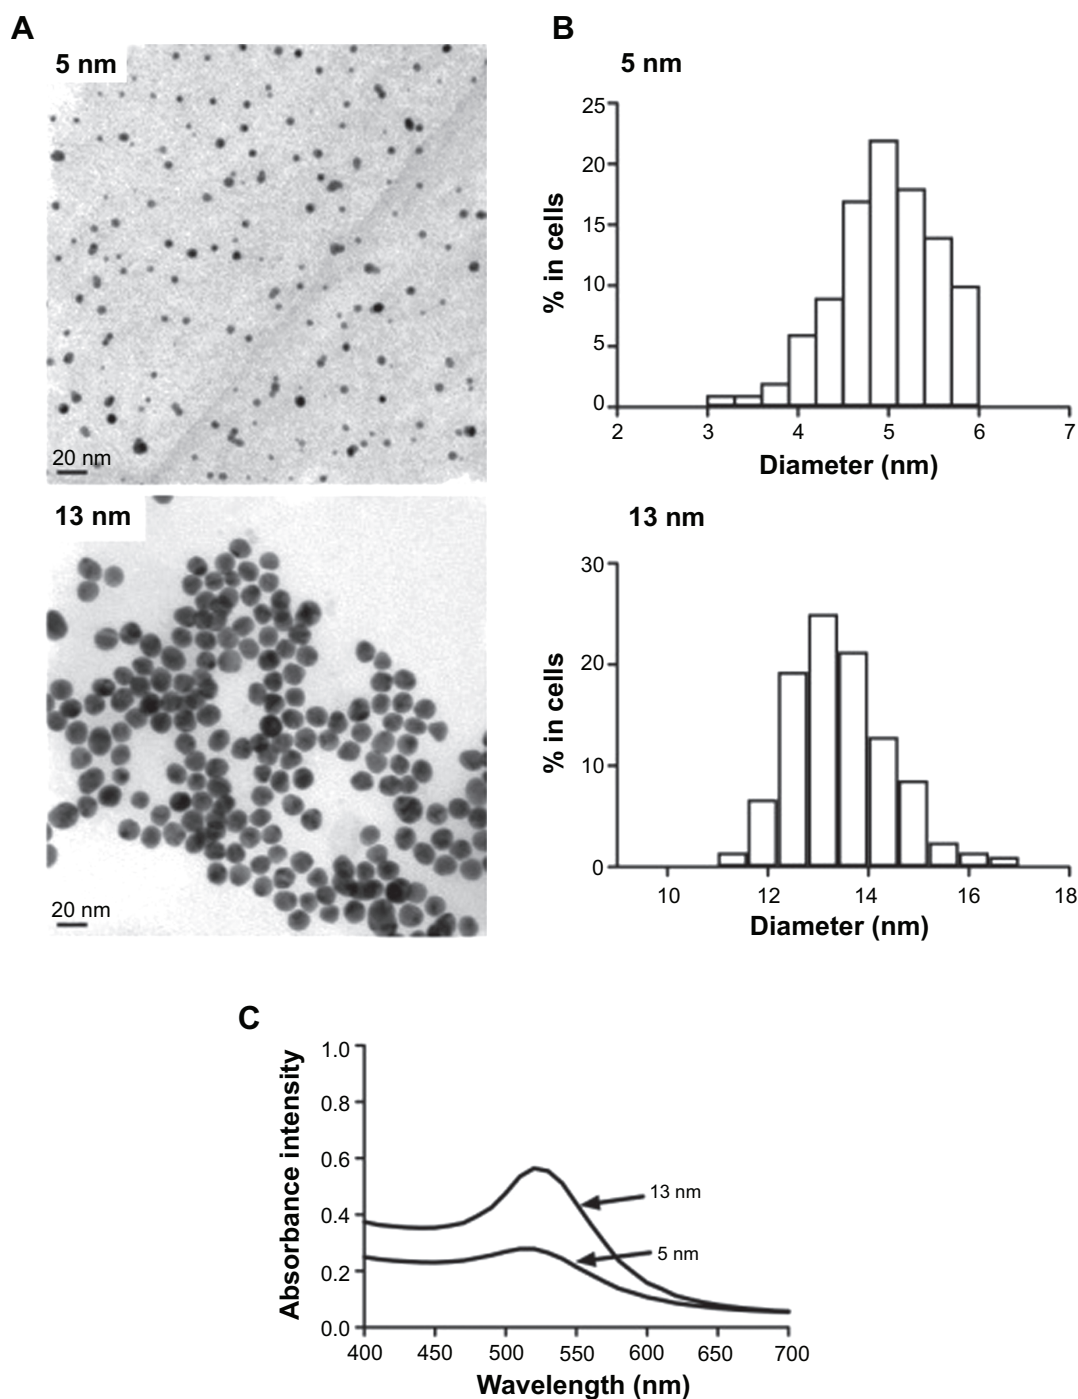 A
5 nm
20 nm
13 nm
20 nm
B
5 nm
25
20
15
10
5
0
% in cells
2 3 4 5 6 7
Diameter (nm)
13 nm
30
20
10
0
% in cells
10 12 14 16 18
Diameter (nm)
C
1.0
0.8
0.6
0.4
0.2
0.0
Absorbance intensity
13 nm
5 nm
400 450 500 550 600 650 700
Wavelength (nm)